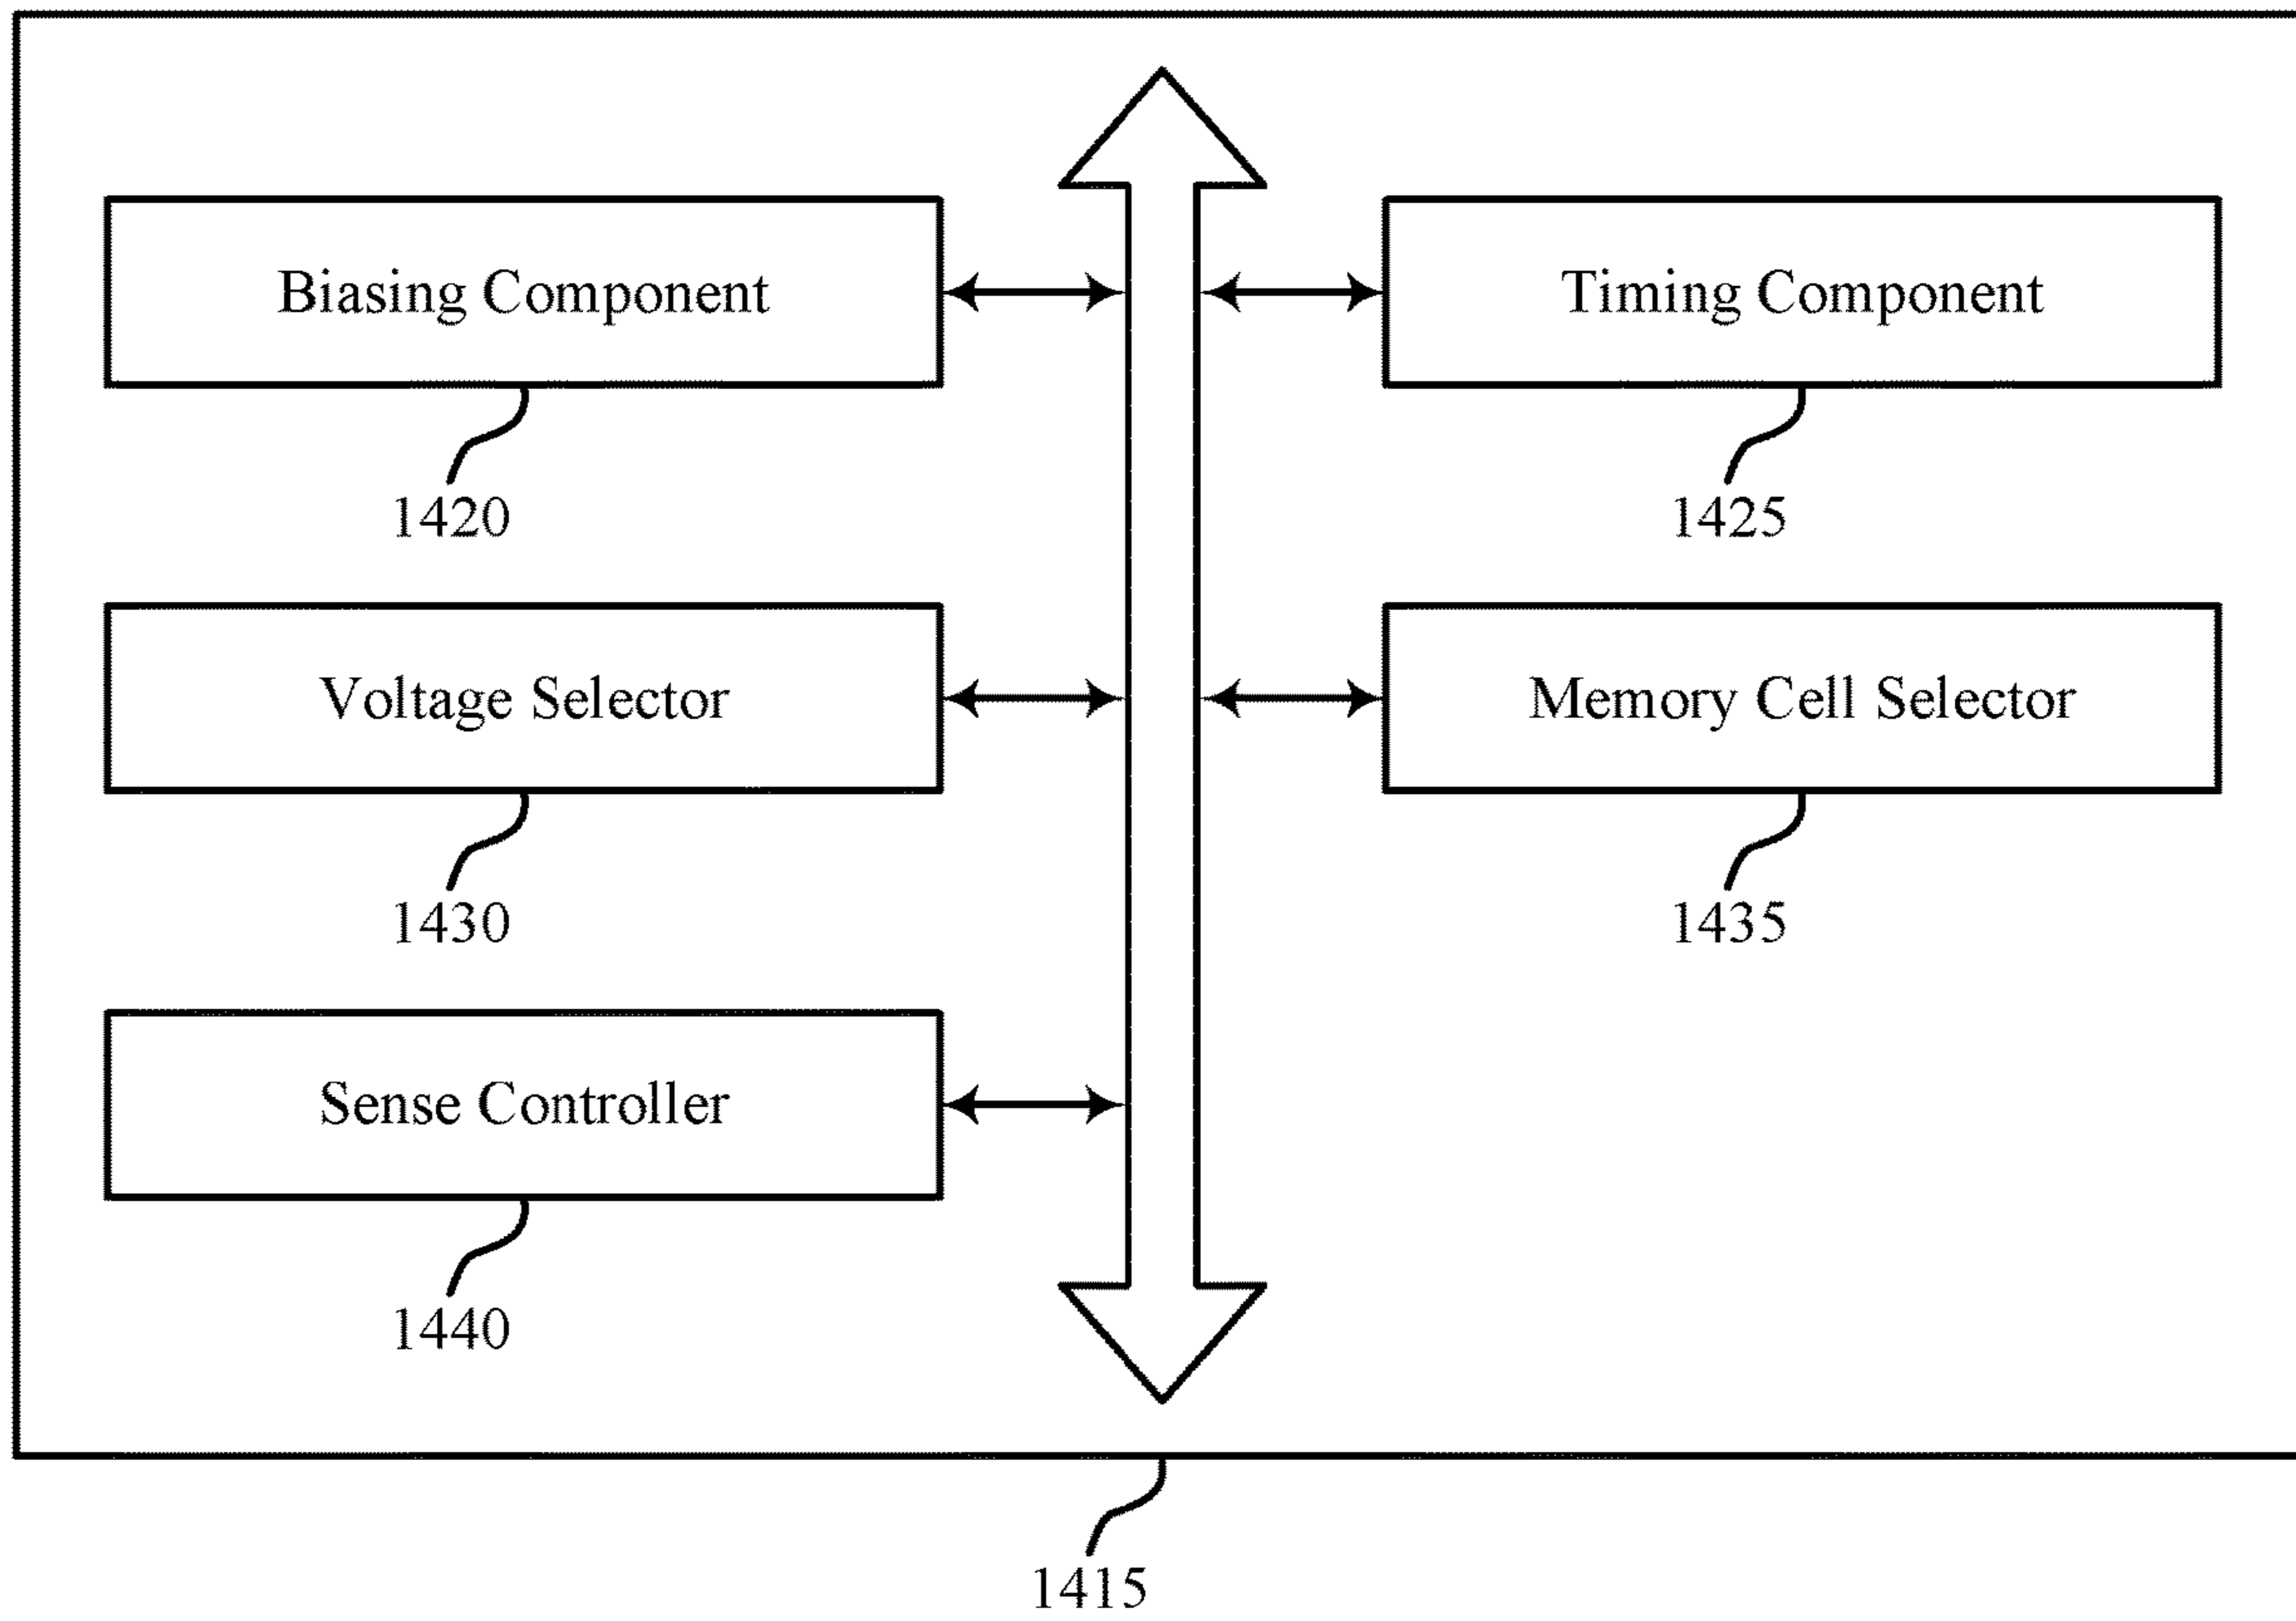 Biasing Component
Timing Component
1420
1425
Voltage Selector
Memory Cell Selector
1430
1435
Sense Controller
1440
1415